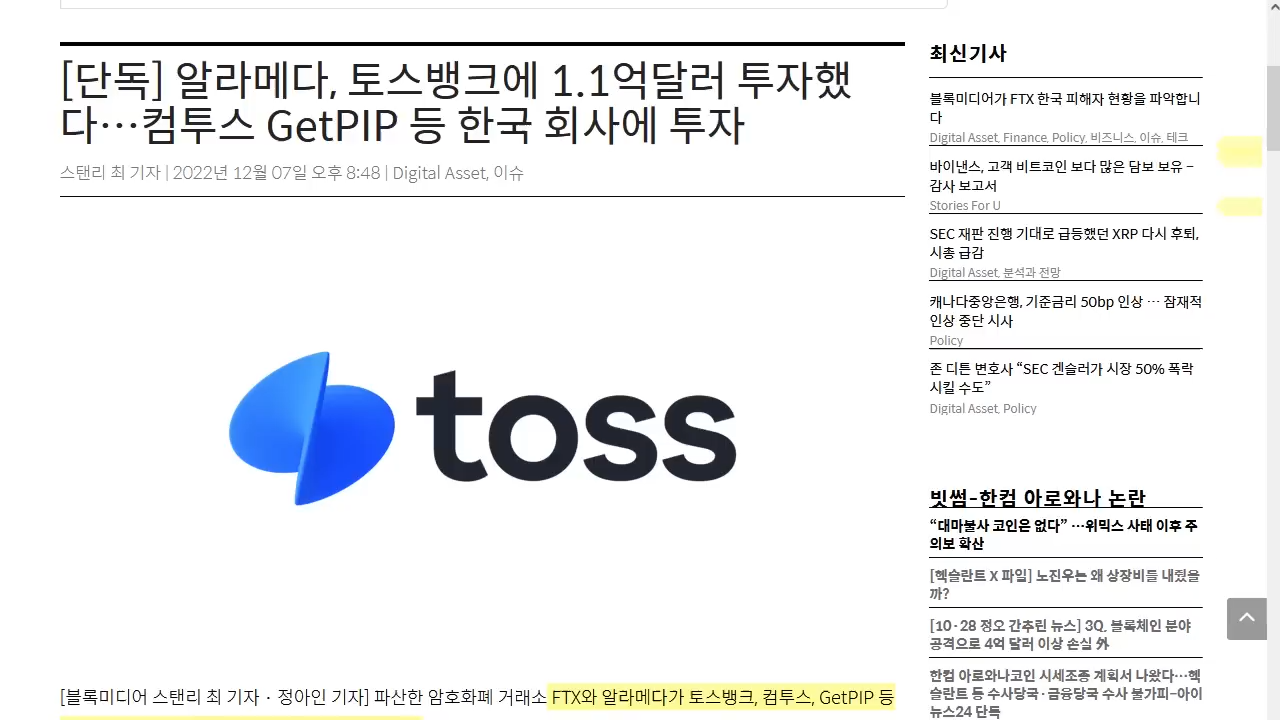 [단독] 알라메다, 토스뱅크에 1.1억달러 투자했
다…컴투스 GetPIP 등 한국 회사에 투자
스탠리 최 기자 | 2022년 12월 07일 오후 8:48 | Digital Asset, 이슈
toss
[블록미디어 스탠리 최 기자 · 정아인 기자] 파산한 암호화폐 거래소 FTX와 알라메다가 토스뱅크, 컴투스, GetPIP 등
최신기사
블록미디어가 FTX 한국 피해자 현황을 파악합니
다
Digital Asset, Finance, Policy, 비즈니스, 이슈, 테크
바이낸스, 고객 비트코인 보다 많은 담보 보유 –
감사 보고서
Stories For U
SEC 재판 진행 기대로 급등했던 XRP 다시 후퇴,
시총 급감
Digital Asset, 분석과 전망
캐나다중앙은행, 기준금리 50bp 인상 … 잠재적
인상 중단 시사
Policy
존 디튼 변호사 “SEC 겐슬러가 시장 50% 폭락
시킬 수도”
Digital Asset, Policy
빗썸-한컴 아로와나 논란
“대마불사 코인은 없다” …위믹스 사태 이후 주
의보 확산
[헥슬란트 X 파일] 노진우는 왜 상장비를 내줬을
까?
[10·28 정오 간추린 뉴스] 3Q, 블록체인 분야
공격으로 4억 달러 이상 손실 外
한컴 아로와나코인 시세조종 계획서 나왔다…헥
슬란트 등 수사당국·금융당국 수사 불가피-아이
뉴스24 단독